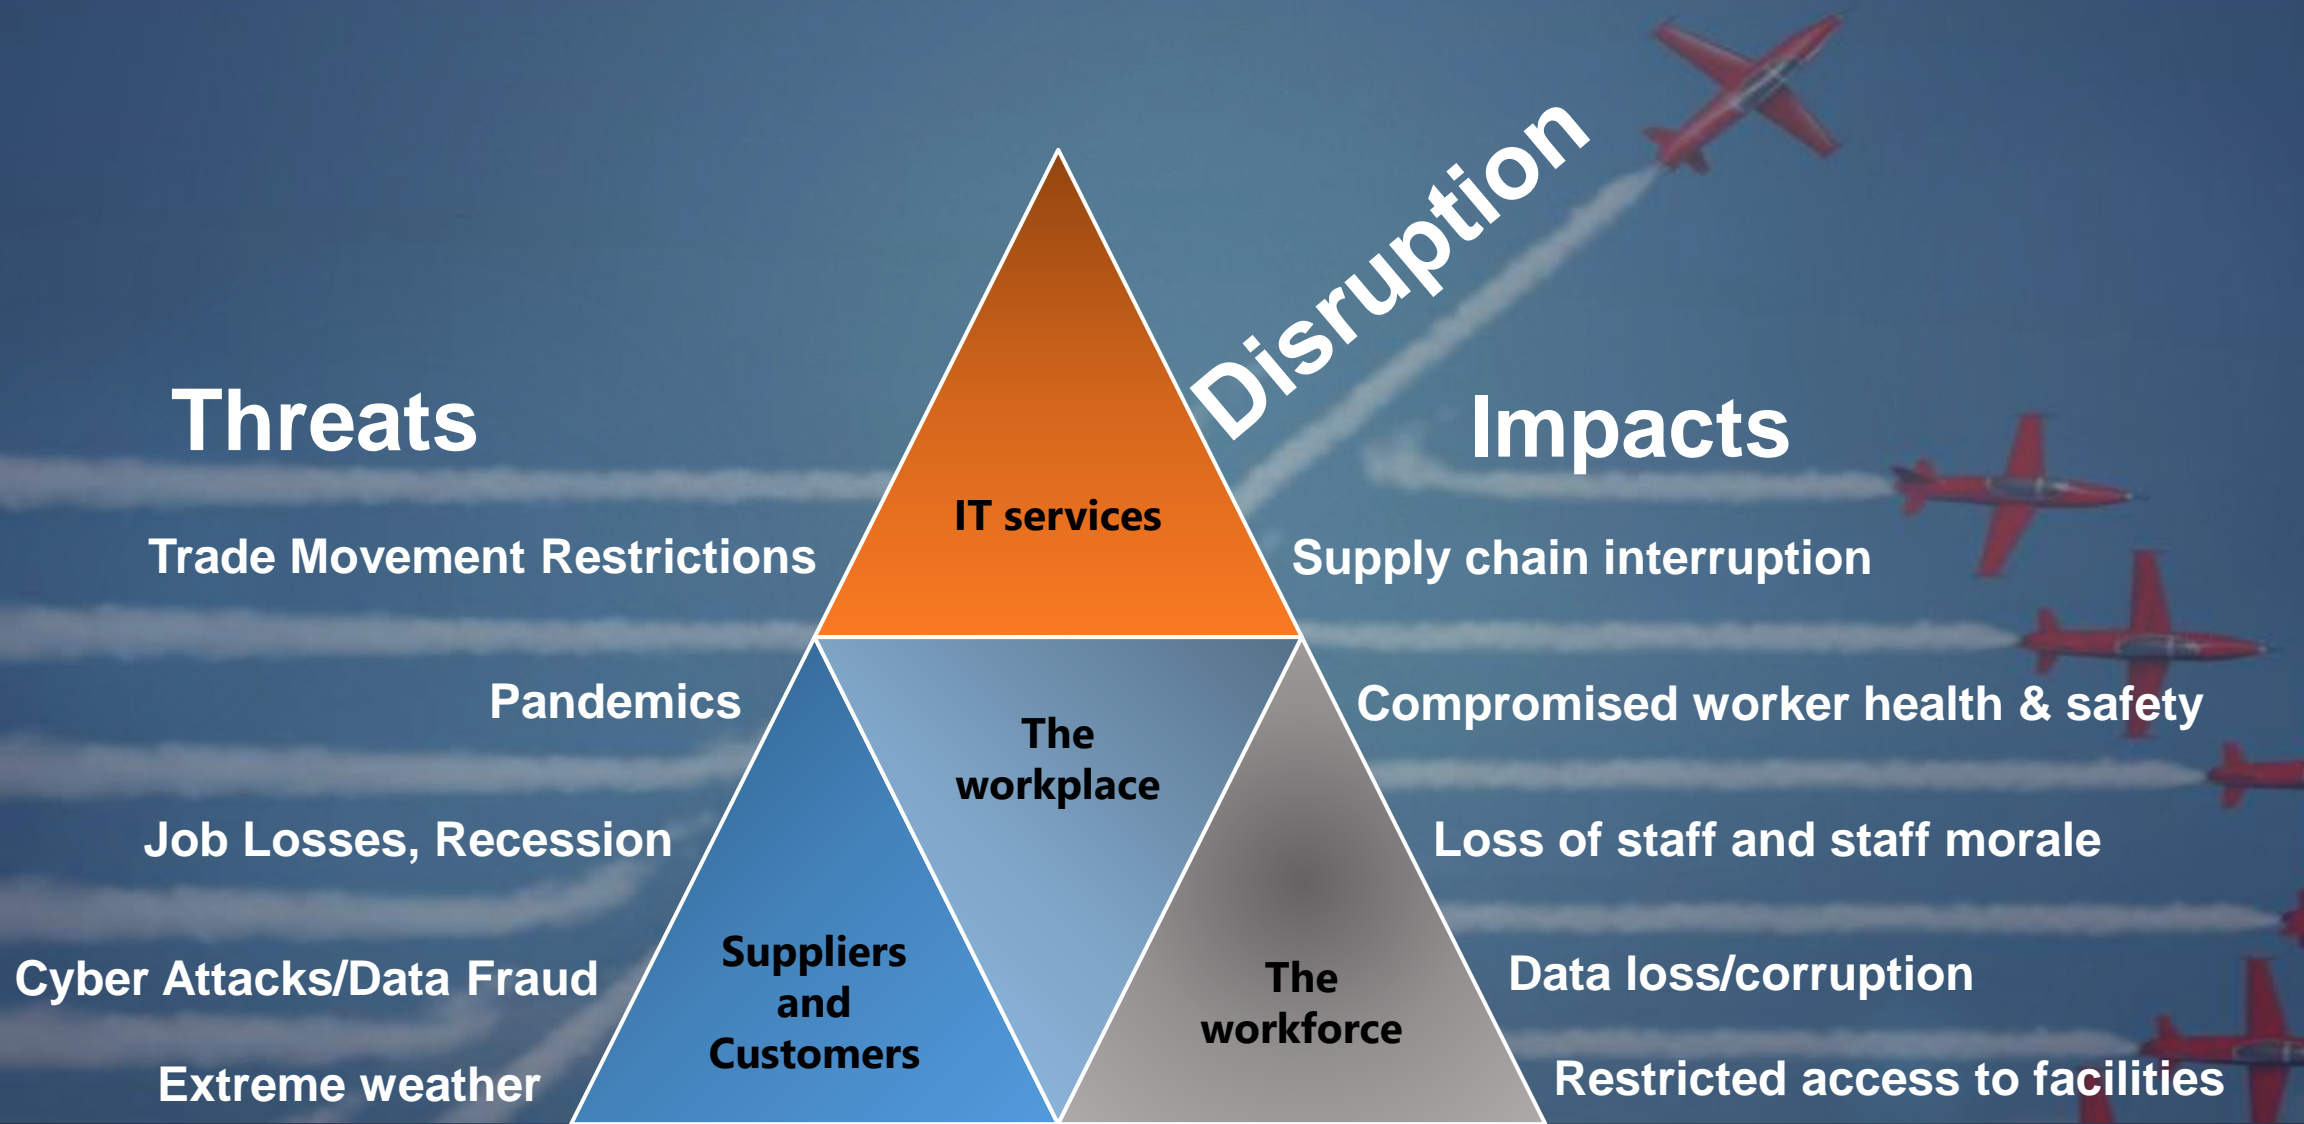 Disruption
Threats
Impacts
IT services
Trade Movement Restrictions
Supply chain interruption
Pandemics
Compromised worker health & safety
The
workplace
Job Losses, Recession
Loss of staff and staff morale
Suppliers
and
Customers
The
workforce
Cyber Attacks/Data Fraud
Data loss/corruption
Extreme weather
Restricted access to facilities